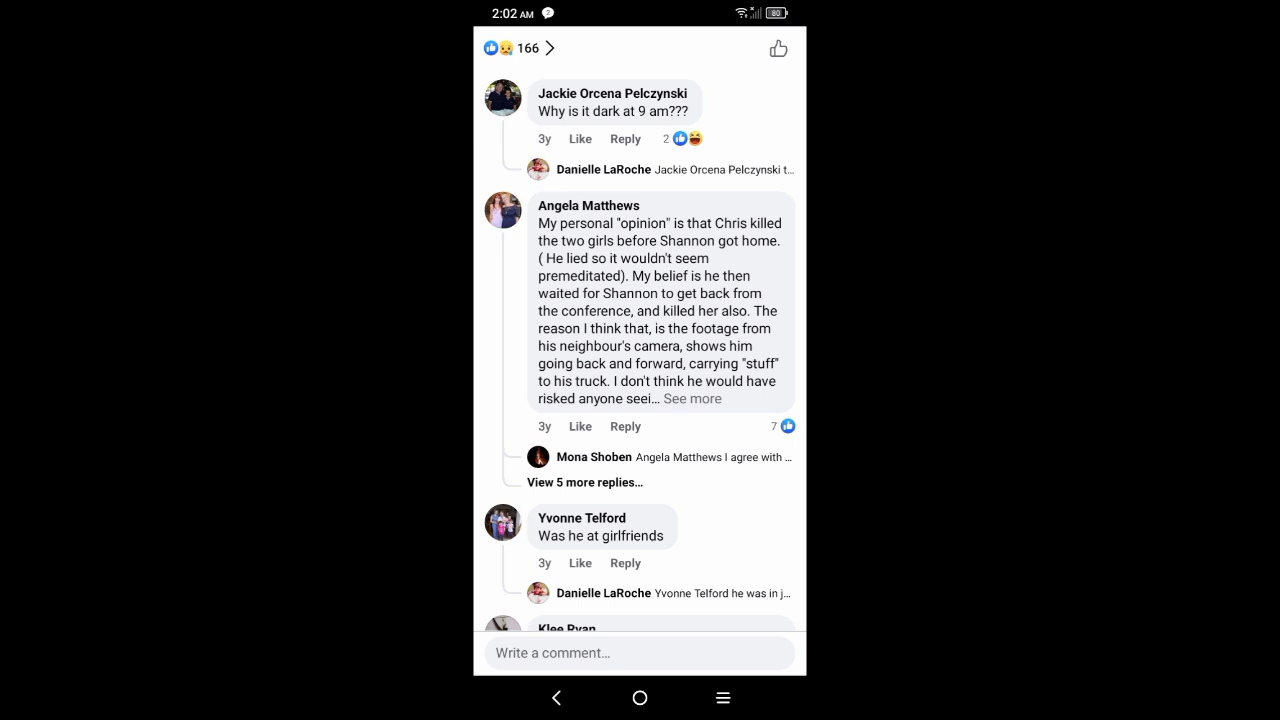 2:02 AM 2 80
166
Jackie Orcena Pelczynski
Why is it dark at 9 am???
3y Like Reply 2
Danielle LaRoche Jackie Orcena Pelczynski t...
Angela Matthews
My personal "opinion" is that Chris killed
the two girls before Shannon got home.
( He lied so it wouldn't seem
premeditated). My belief is he then
waited for Shannon to get back from
the conference, and killed her also. The
reason I think that, is the footage from
his neighbour's camera, shows him
going back and forward, carrying "stuff"
to his truck. I don't think he would have
risked anyone seei... See more
3y Like Reply 7
Mona Shoben Angela Matthews I agree with ...
View 5 more replies...
Yvonne Telford
Was he at girlfriends
3y Like Reply
Danielle LaRoche Yvonne Telford he was in j...
Klee Ryan
Write a comment...